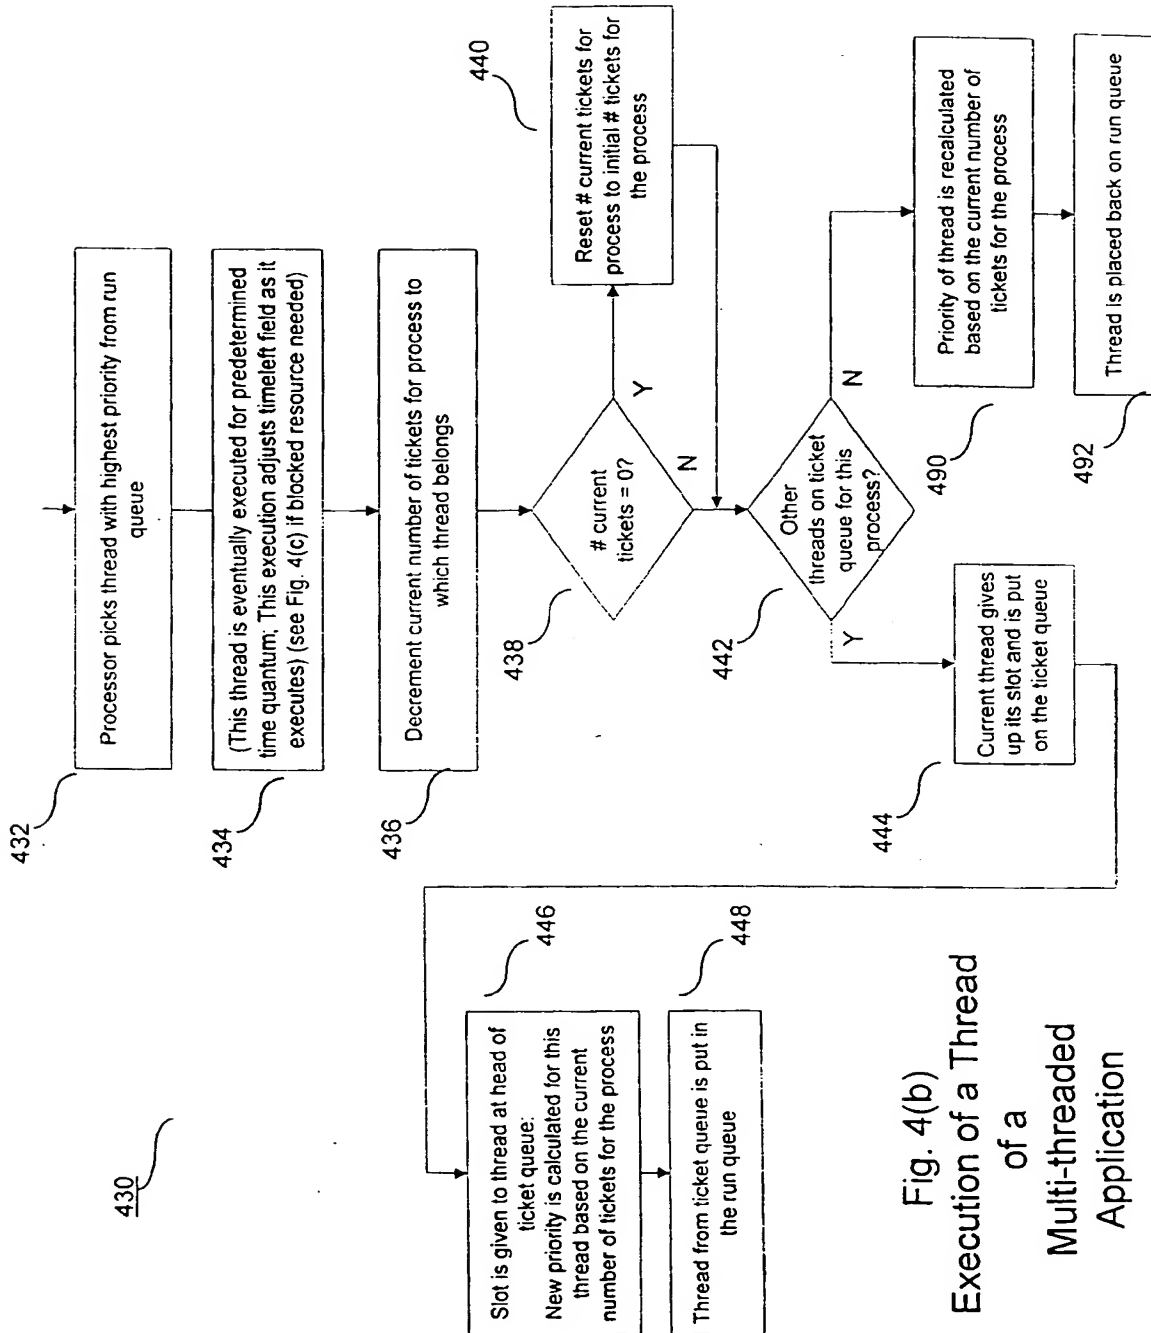 430
432
Processor picks thread with highest priority from run
queue
434
(This thread is eventually executed for predetermined
time quantum; This execution adjusts timeleft field as it
executes) (see Fig. 4(c) if blocked resource needed)
436
Decrement current number of tickets for process to
which thread belongs
438
# current
tickets = 0?
Y
N
440
Reset # current tickets for
process to initial # tickets for
the process
442
Other
threads on ticket
queue for this
process?
Y
N
444
Current thread gives
up its slot and is put
on the ticket queue
446
Slot is given to thread at head of
ticket queue:
New priority is calculated for this
thread based on the current
number of tickets for the process
448
Thread from ticket queue is put in
the run queue
490
Priority of thread is recalculated
based on the current number of
tickets for the process
492
Thread is placed back on run queue
Fig. 4(b)
Execution of a Thread
of a
Multi-threaded
Application